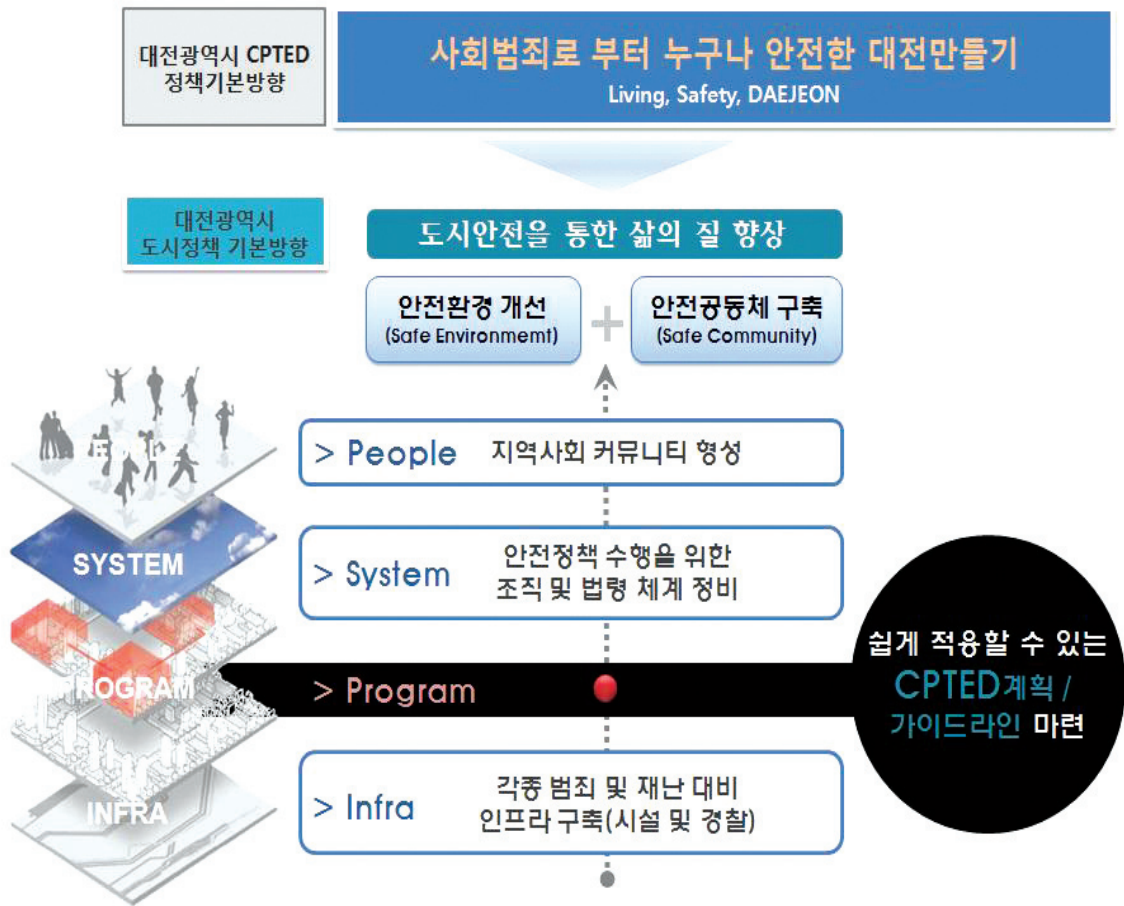 대전광역시 CPTED
정책기본방향
사회범죄로 부터 누구나 안전한 대전만들기
Living, Safety, DAEJEON
대전광역시
도시정책 기본방향
도시안전을 통한 삶의 질 향상
안전환경 개선
(Safe Environmemt)
+
안전공동체 구축
(Safe Community)
PEOPLE
> People 지역사회 커뮤니티 형성
SYSTEM
> System
안전정책 수행을 위한
조직 및 법령 체계 정비
PROGRAM
> Program
쉽게 적용할 수 있는
CPTED계획 /
가이드라인 마련
INFRA
> Infra
각종 범죄 및 재난 대비
인프라 구축(시설 및 경찰)